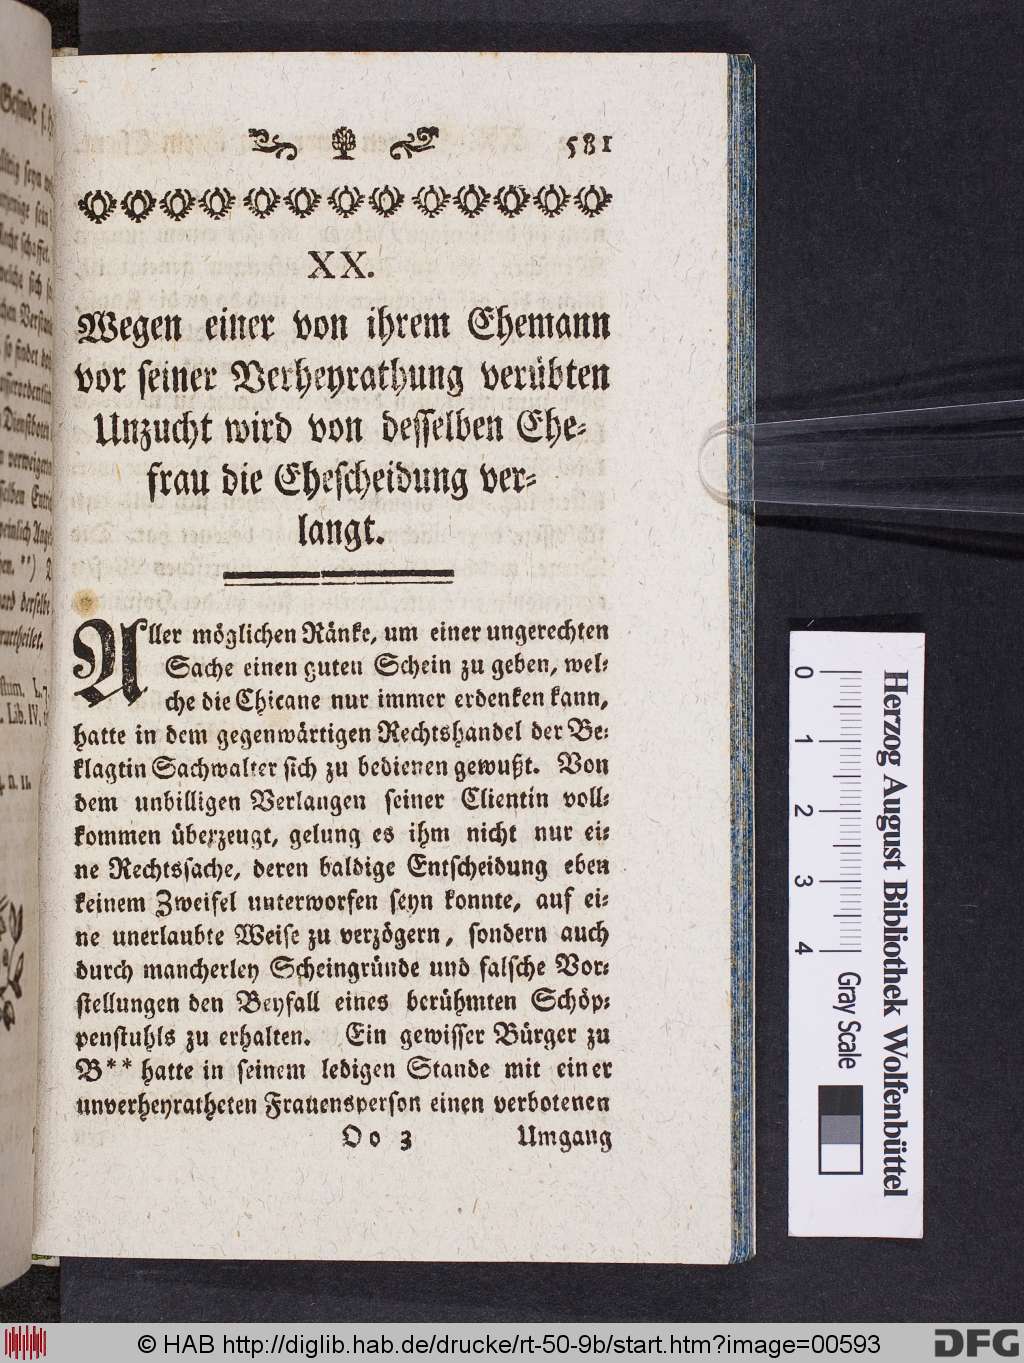 581
XX.
Wegen einer von ihrem Ehemann
vor seiner Verheyrathung verübten
Unzucht wird von desselben Ehe-
frau die Ehescheidung ver-
langt.
Aller möglichen Ränke, um einer ungerechten
Sache einen guten Schein zu geben, wel-
che die Chicane nur immer erdenken kann,
hatte in dem gegenwärtigen Rechtshandel der Be-
klagtin Sachwalter sich zu bedienen gewußt. Von
dem unbilligen Verlangen seiner Clientin voll-
kommen überzeugt, gelung es ihm nicht nur ei-
ne Rechtssache, deren baldige Entscheidung eben
keinem Zweifel unterworfen seyn konnte, auf ei-
ne unerlaubte Weise zu verzögern, sondern auch
durch mancherley Scheingründe und falsche Vor-
stellungen den Beyfall eines berühmten Schöp-
penstuhls zu erhalten. Ein gewisser Bürger zu
B** hatte in seinem ledigen Stande mit einer
unverheyratheten Frauensperson einen verbotenen
Oo 3 Umgang
Herzog August Bibliothek Wolfenbüttel
0 1 2 3 4 Gray Scale
© HAB http://diglib.hab.de/drucke/rt-50-9b/start.htm?image=00593
DFG